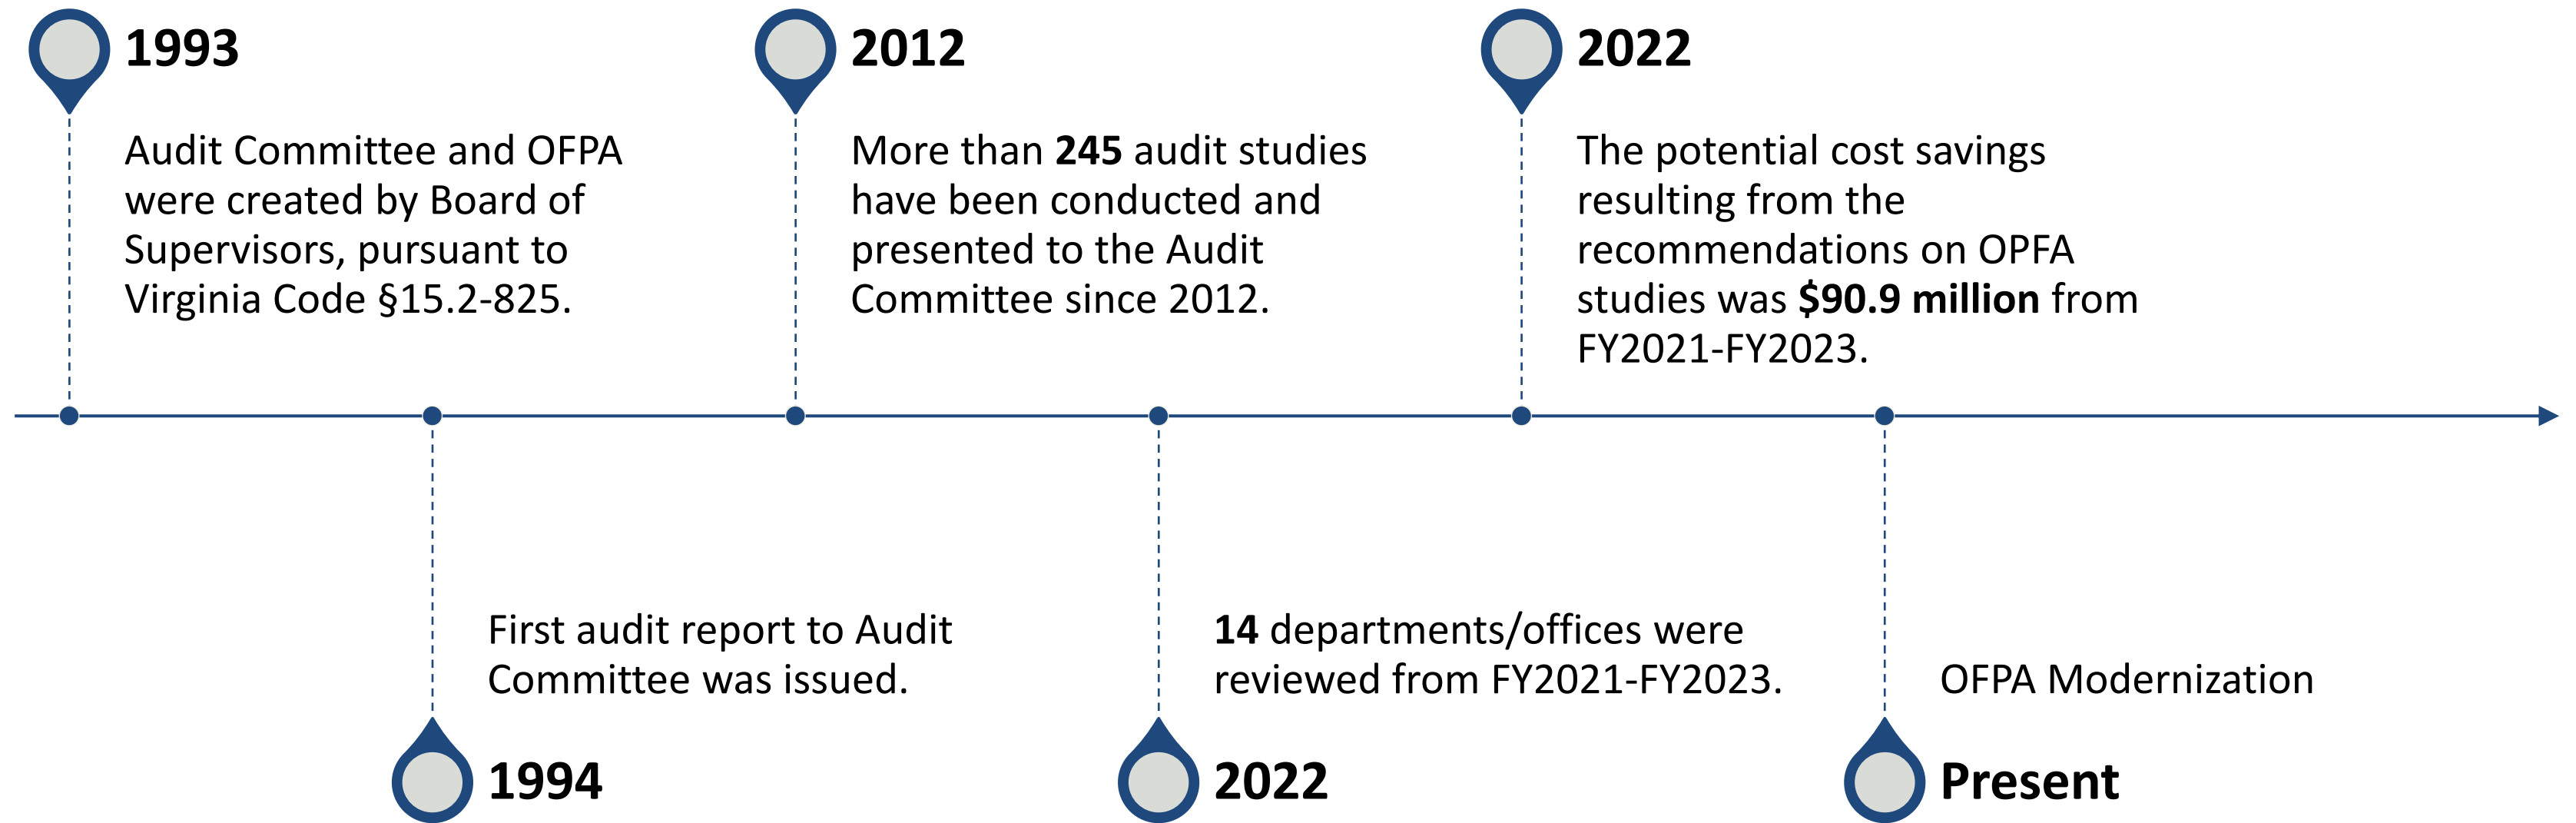 1993
Audit Committee and OFPA
were created by Board of
Supervisors, pursuant to
Virginia Code §15.2-825.
First audit report to Audit
Committee was issued.
1994
2012
More than 245 audit studies
have been conducted and
presented to the Audit
Committee since 2012.
14 departments/offices were
reviewed from FY2021-FY2023.
2022
2022
The potential cost savings
resulting from the
recommendations on OPFA
studies was $90.9 million from
FY2021-FY2023.
OFPA Modernization
Present